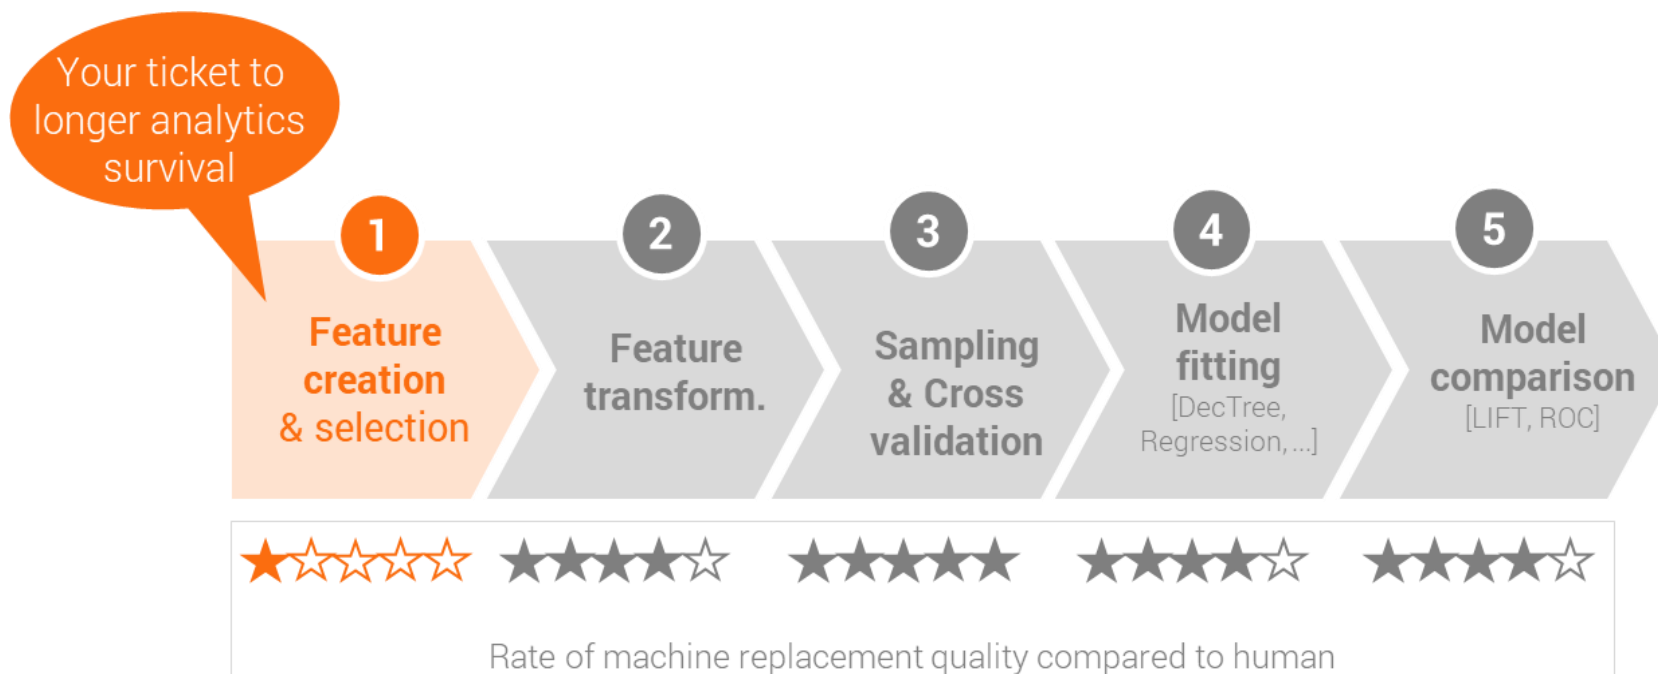 Your ticket to
longer analytics
survival
1
Feature
creation
& selection
2
Feature
transform.
3
Sampling
& Cross
validation
4
Model
fitting
[DecTree,
Regression, ...]
5
Model
comparison
[LIFT, ROC]
Rate of machine replacement quality compared to human